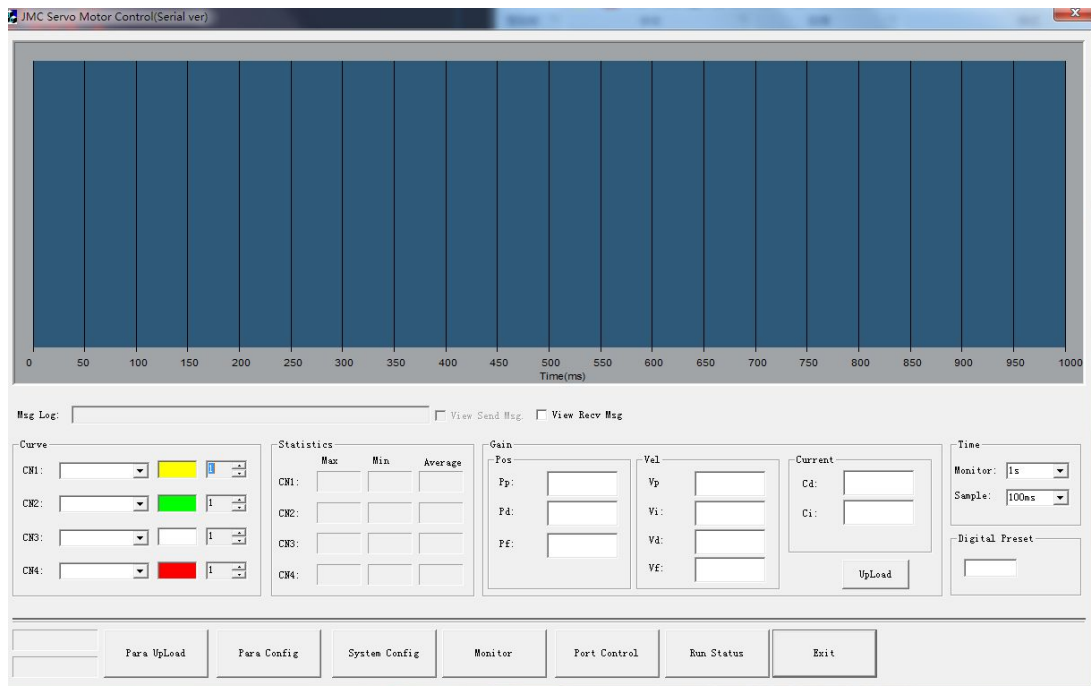 JMC Servo Motor Control(Serial ver)
x
0 50 100 150 200 250 300 350 400 450 500 550 600 650 700 750 800 850 900 950 1000
Time(ms)
Msg Log: View Send Msg. View Recv Msg
Curve
CN1: 1
CN2: 1
CN3: 1
CN4: 1
Statistics
Max Min Average
CN1:
CN2:
CN3:
CN4:
Gain
Pos
Pp:
Pd:
Pf:
Vel
Vp
Vi:
Vd:
Vf:
Current
Cd:
Ci:
UpLoad
Time
Monitor: 1s
Sample: 100ms
Digital Preset
Para UpLoad Para Config System Config Monitor Port Control Run Status Exit